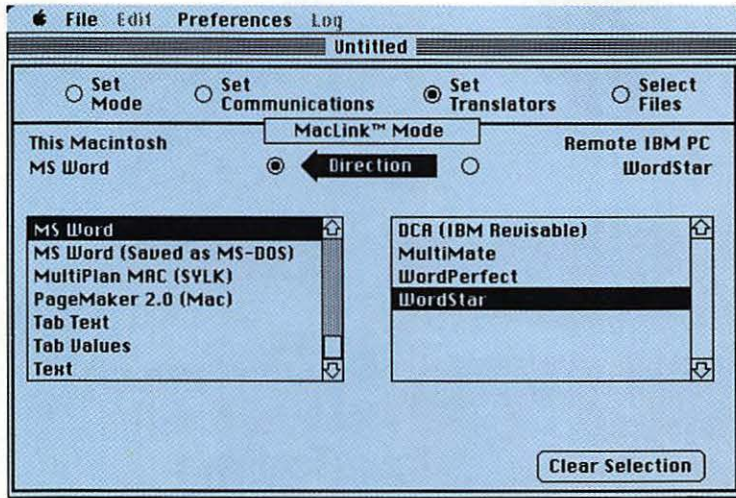 File Edit Preferences Log
Untitled
Set Mode
Set Communications
Set Translators
Select Files
MacLink™ Mode
This Macintosh
Remote IBM PC
MS Word
Direction
WordStar
MS Word
MS Word (Saved as MS-DOS)
MultiPlan MAC (SYLK)
PageMaker 2.0 (Mac)
Tab Text
Tab Values
Text
DCA (IBM Revisable)
MultiMate
WordPerfect
WordStar
Clear Selection